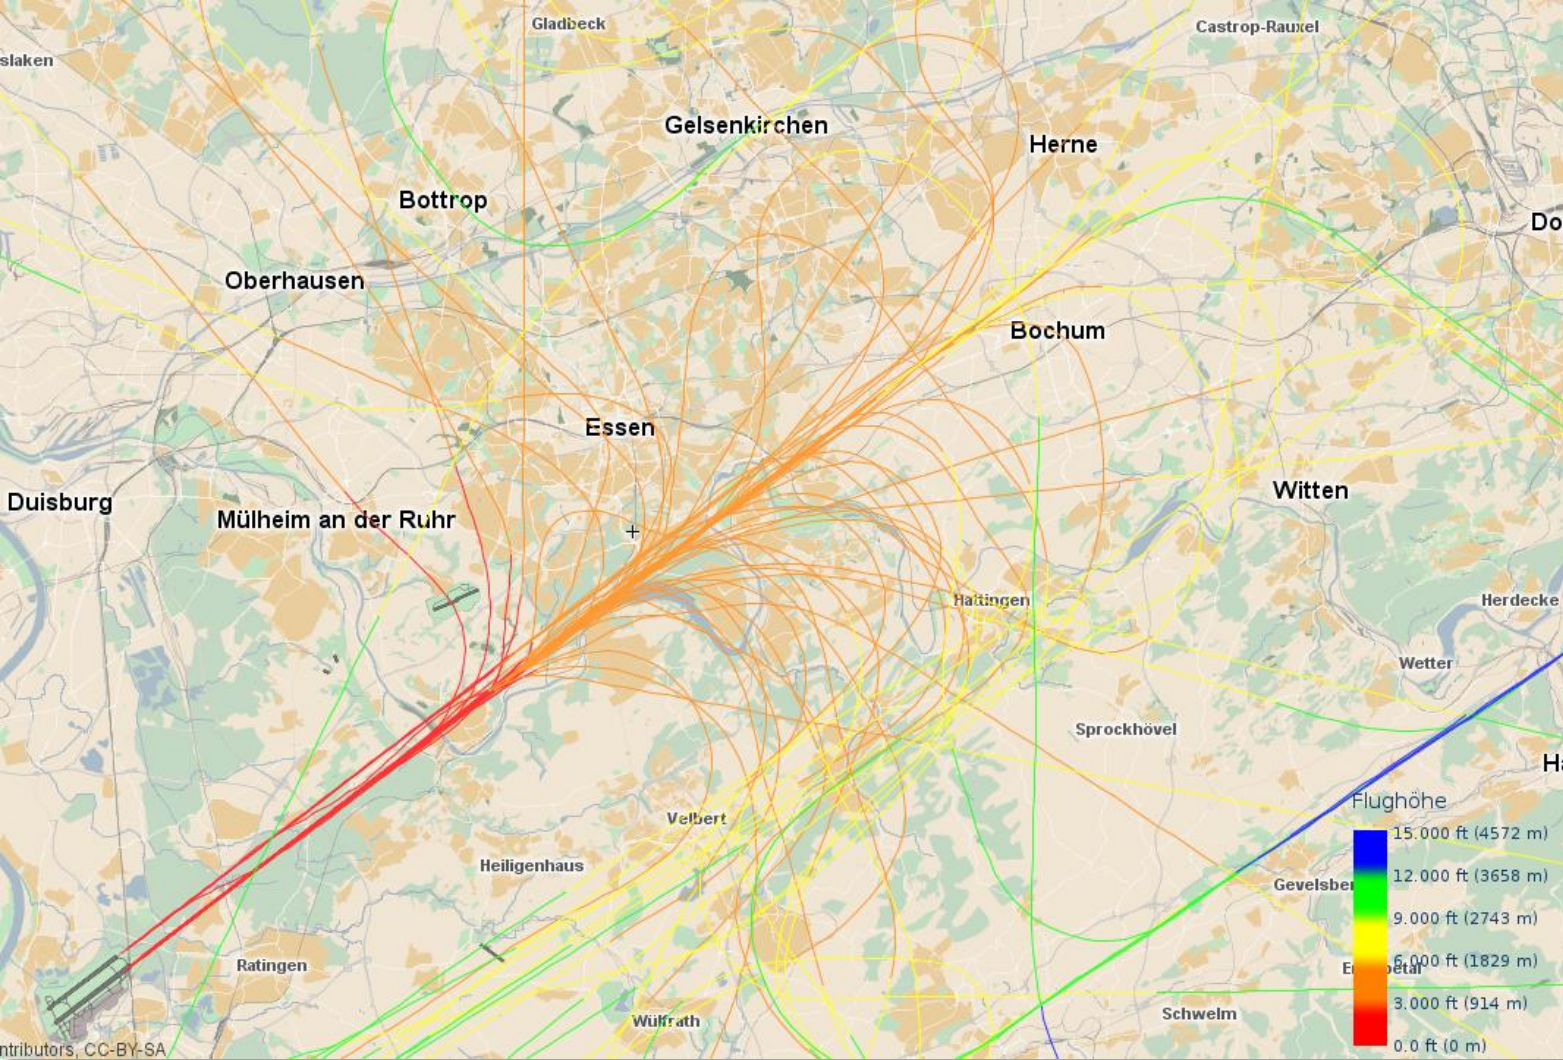 Gladbeck
Castrop-Rauxel
slaken
Gelsenkirchen
Herne
Bottrop
Do
Oberhausen
Bochum
Essen
Witten
Duisburg
Mülheim an der Ruhr
Hattingen
Herdecke
Wetter
Sprockhövel
Ha
Flughöhe
Velbert
15.000 ft (4572 m)
Heiligenhaus
12.000 ft (3658 m)
Gevelsber
9.000 ft (2743 m)
6.000 ft (1829 m)
Ratingen
3.000 ft (914 m)
Schwelm
Wülfrath
0.0 ft (0 m)
ntributors, CC-BY-SA